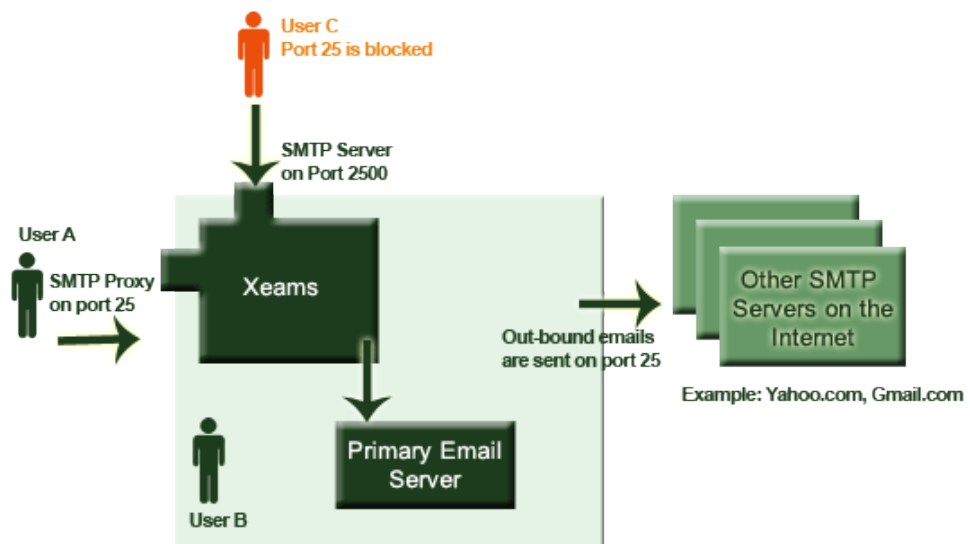 User C
Port 25 is blocked
SMTP Server
on Port 2500
User A
SMTP Proxy
on port 25
Xeams
Other SMTP
Servers on the
Internet
Out-bound emails
are sent on port 25
Example: Yahoo.com, Gmail.com
Primary Email
Server
User B